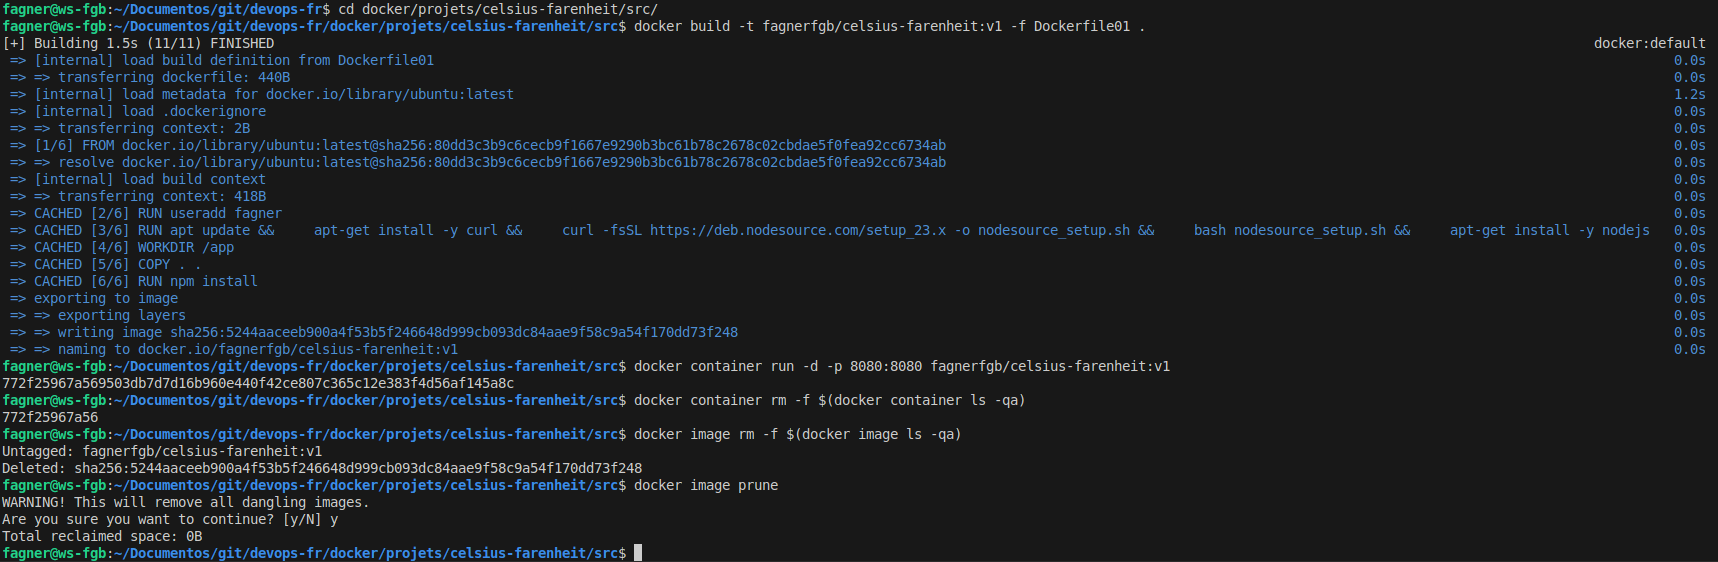 fagner@ws-fgb:~/Documentos/git/devops-fr$ cd docker/projets/celsius-farenheit/src/
fagner@ws-fgb:~/Documentos/git/devops-fr/docker/projets/celsius-farenheit/src$ docker build -t fagnerfgb/celsius-farenheit:v1 -f Dockerfile01 .
[+] Building 1.5s (11/11) FINISHED docker:default
=> [internal] load build definition from Dockerfile01 0.0s
=> => transferring dockerfile: 440B 0.0s
=> [internal] load metadata for docker.io/library/ubuntu:latest 1.2s
=> [internal] load .dockerignore 0.0s
=> => transferring context: 2B 0.0s
=> [1/6] FROM docker.io/library/ubuntu:latest@sha256:80dd3c3b9c6cecb9f1667e9290b3bc61b78c2678c02cbdae5f0fea92cc6734ab 0.0s
=> => resolve docker.io/library/ubuntu:latest@sha256:80dd3c3b9c6cecb9f1667e9290b3bc61b78c2678c02cbdae5f0fea92cc6734ab 0.0s
=> [internal] load build context 0.0s
=> => transferring context: 418B 0.0s
=> CACHED [2/6] RUN useradd fagner 0.0s
=> CACHED [3/6] RUN apt update &&     apt-get install -y curl &&     curl -fsSL https://deb.nodesource.com/setup_23.x -o nodesource_setup.sh &&     bash nodesource_setup.sh &&     apt-get install -y nodejs 0.0s
=> CACHED [4/6] WORKDIR /app 0.0s
=> CACHED [5/6] COPY . . 0.0s
=> CACHED [6/6] RUN npm install 0.0s
=> exporting to image 0.0s
=> => exporting layers 0.0s
=> => writing image sha256:5244aaceeb900a4f53b5f246648d999cb093dc84aae9f58c9a54f170dd73f248 0.0s
=> => naming to docker.io/fagnerfgb/celsius-farenheit:v1 0.0s
fagner@ws-fgb:~/Documentos/git/devops-fr/docker/projets/celsius-farenheit/src$ docker container run -d -p 8080:8080 fagnerfgb/celsius-farenheit:v1
772f25967a569503db7d7d16b960e440f42ce807c365c12e383f4d56af145a8c
fagner@ws-fgb:~/Documentos/git/devops-fr/docker/projets/celsius-farenheit/src$ docker container rm -f $(docker container ls -qa)
772f25967a56
fagner@ws-fgb:~/Documentos/git/devops-fr/docker/projets/celsius-farenheit/src$ docker image rm -f $(docker image ls -qa)
Untagged: fagnerfgb/celsius-farenheit:v1
Deleted: sha256:5244aaceeb900a4f53b5f246648d999cb093dc84aae9f58c9a54f170dd73f248
fagner@ws-fgb:~/Documentos/git/devops-fr/docker/projets/celsius-farenheit/src$ docker image prune
WARNING! This will remove all dangling images.
Are you sure you want to continue? [y/N] y
Total reclaimed space: 0B
fagner@ws-fgb:~/Documentos/git/devops-fr/docker/projets/celsius-farenheit/src$